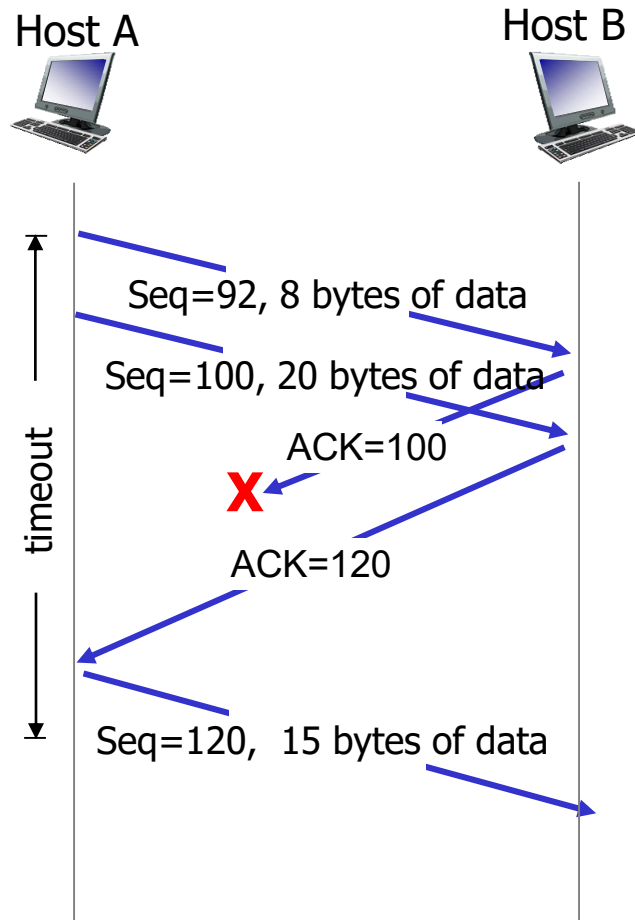 Host A
Host B
Seq=92, 8 bytes of data
Seq=100, 20 bytes of data
ACK=100
timeout
X
ACK=120
Seq=120,  15 bytes of data